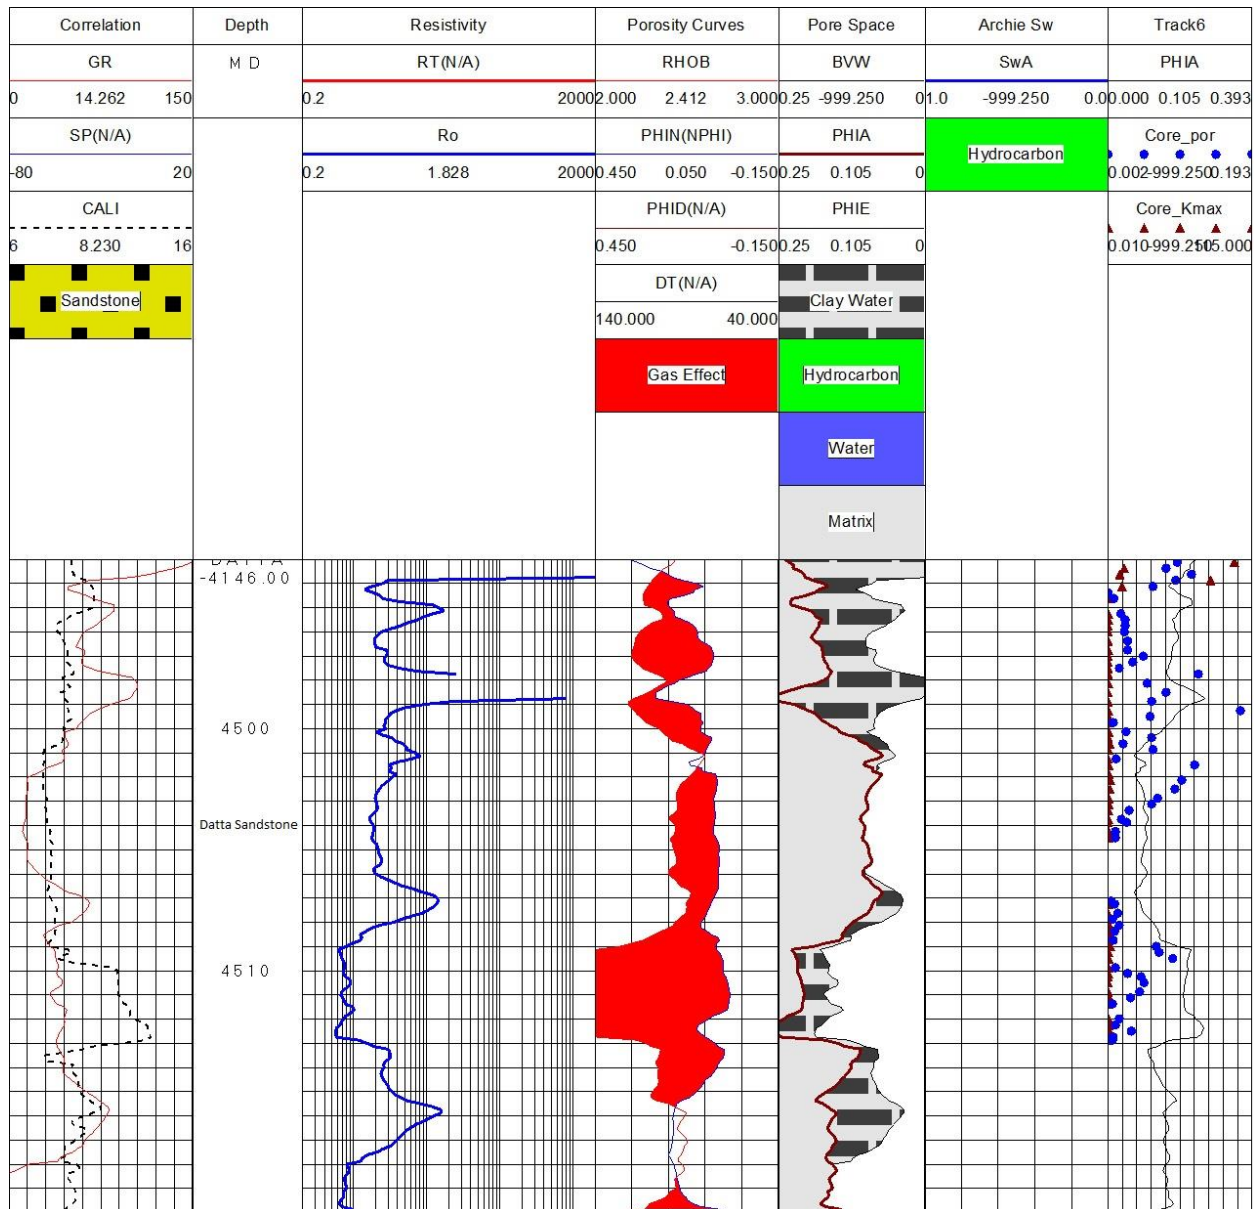 Correlation Depth Resistivity Porosity Curves Pore Space Archie Sw Track6
GR M D RT(N/A) RHOB BVW SwA PHIA
0 14.262 150 0.2 2000 2.000 2.412 3.000 0.25 -999.250 0 1.0 -999.250 0.0 0.000 0.105 0.393
SP(N/A) Ro PHIN(NPHI) PHIA Hydrocarbon Core_por
-80 20 0.2 1.828 2000 0.450 0.050 -0.150 0.25 0.105 0 0.002 -999.250 0.193
CALI PHID(N/A) PHIE Core_Kmax
6 8.230 16 0.450 -0.150 0.25 0.105 0 0.010 -999.250 115.000
Sandstone DT(N/A) Clay Water
140.000 40.000
Gas Effect Hydrocarbon
Water
Matrix
DATTA
-4146.00
4500
Datta Sandstone
4510